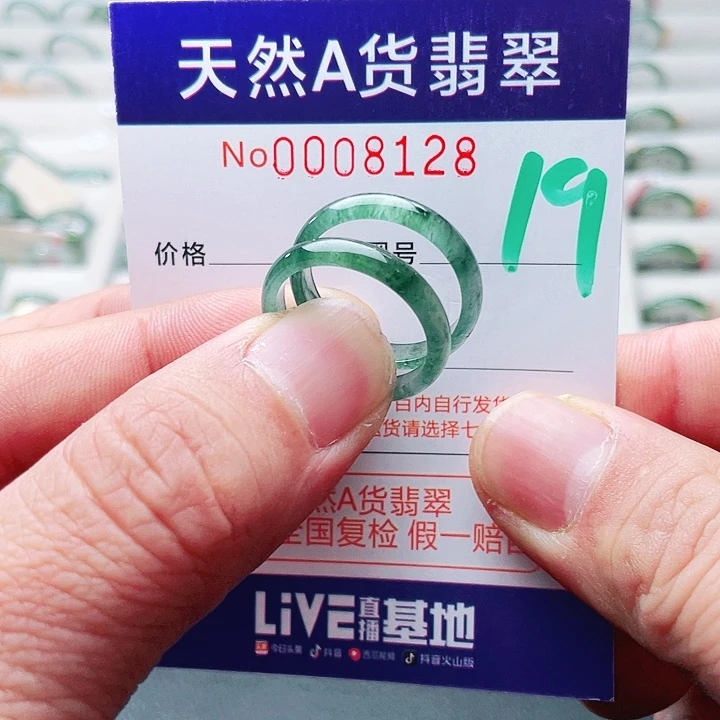 天然A货翡翠
No0008128
19
价格 号
日内自行发货
货请选择七
然A货翡翠
全国复检 假一赔百
LiVE直播基地
今日头条 抖音 西瓜视频 抖音火山版